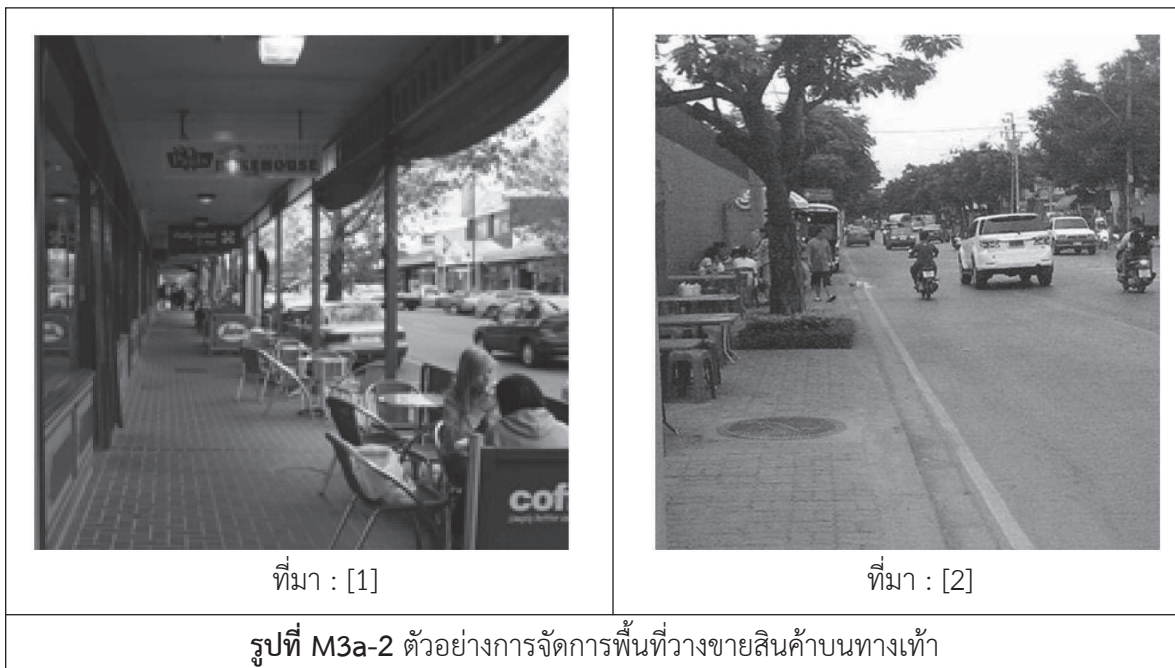 cof
ที่มา : [1]
ที่มา : [2]
รูปที่ M3a-2 ตัวอย่างการจัดการพื้นที่วางขายสินค้าบนทางเท้า